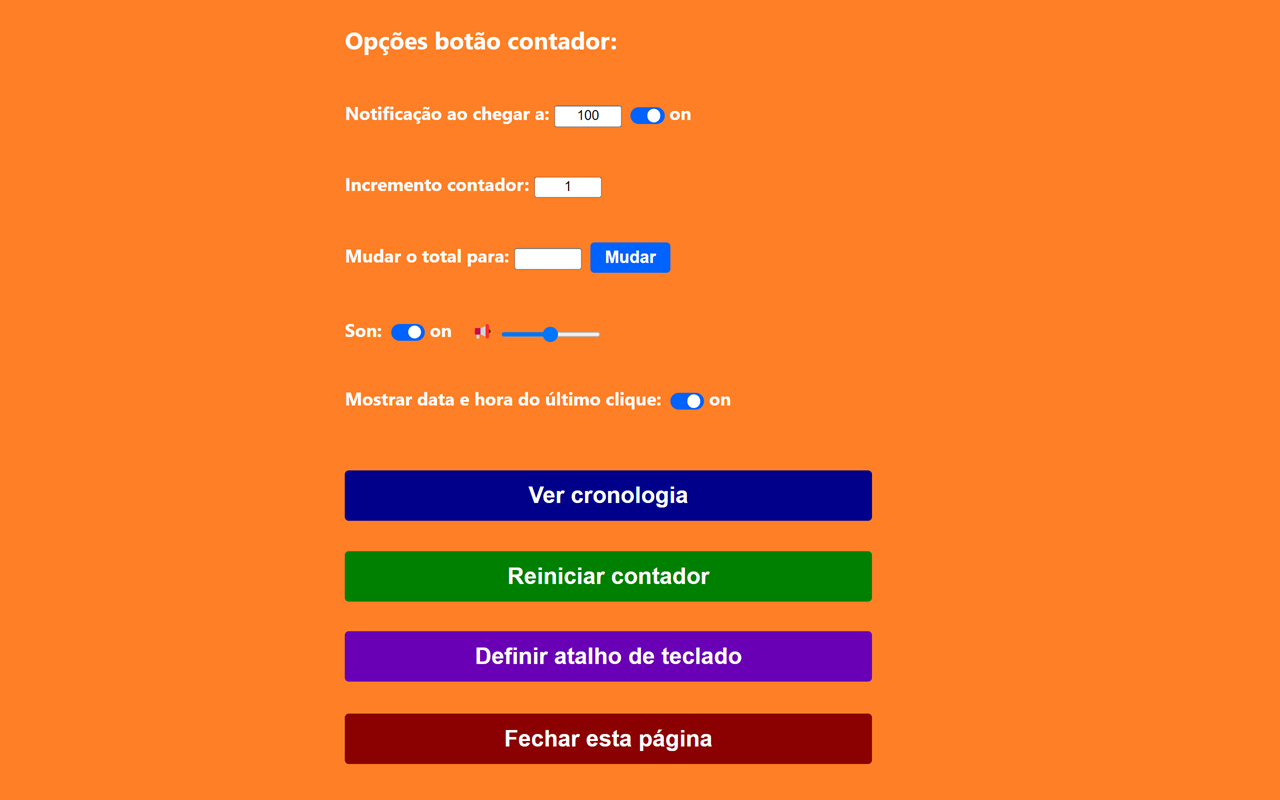 Opções botão contador:
Notificação ao chegar a: 100 on
Incremento contador: 1
Mudar o total para: Mudar
Son: on
Mostrar data e hora do último clique: on
Ver cronologia
Reiniciar contador
Definir atalho de teclado
Fechar esta página